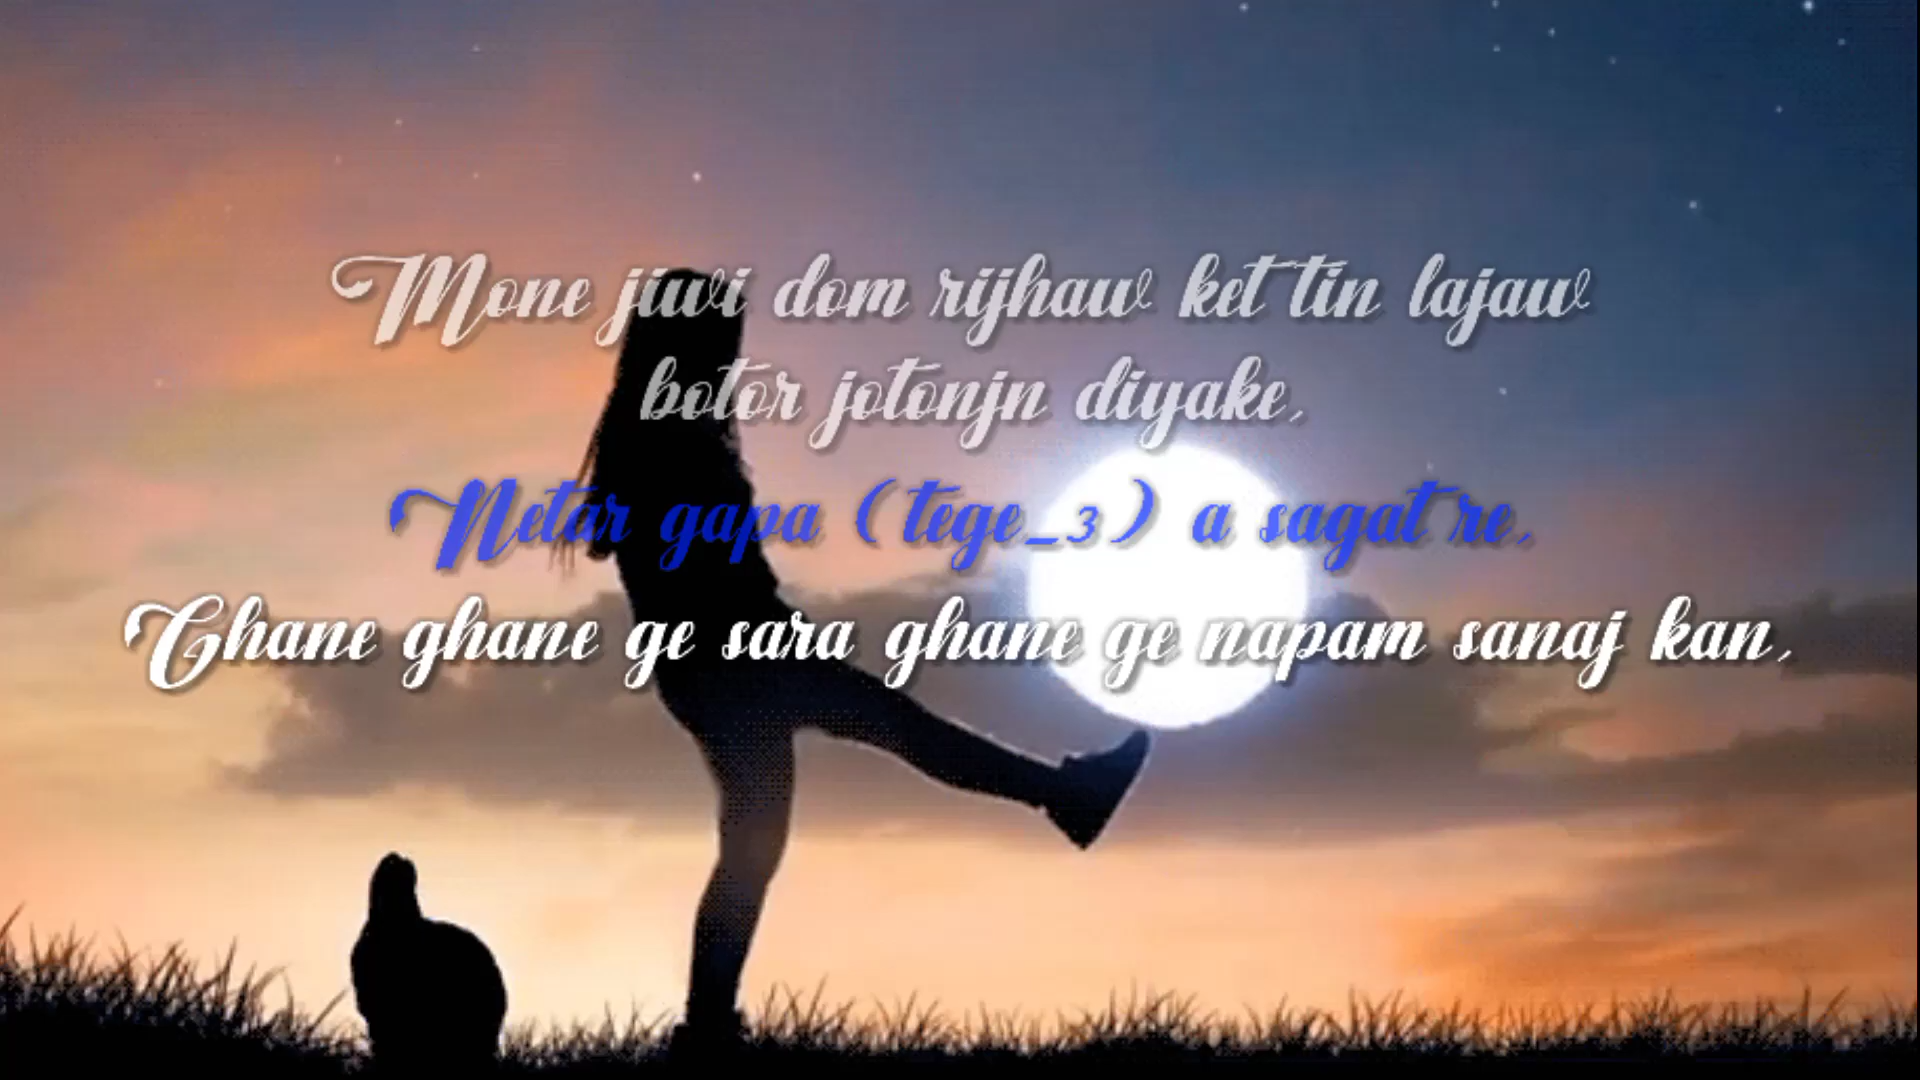 Mone jiwi dom rijhaw ket tin lajaw
botor jotonjn diyake,
Netar gapa (tege_3) a sagat re,
Ghane ghane ge sara ghane ge napam sanaj kan,